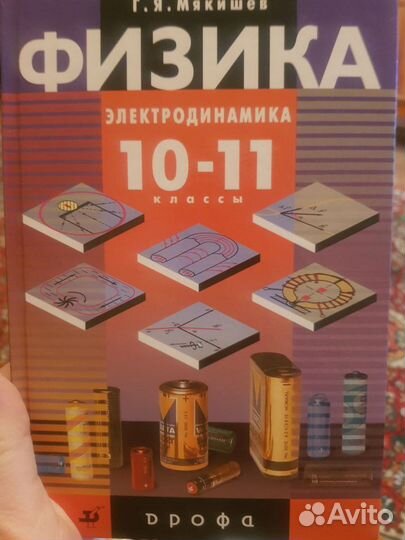 Г. Я. Мякишев
ФИЗИКА
ЭЛЕКТРОДИНАМИКА
10-11
классы
дрофа
Avito